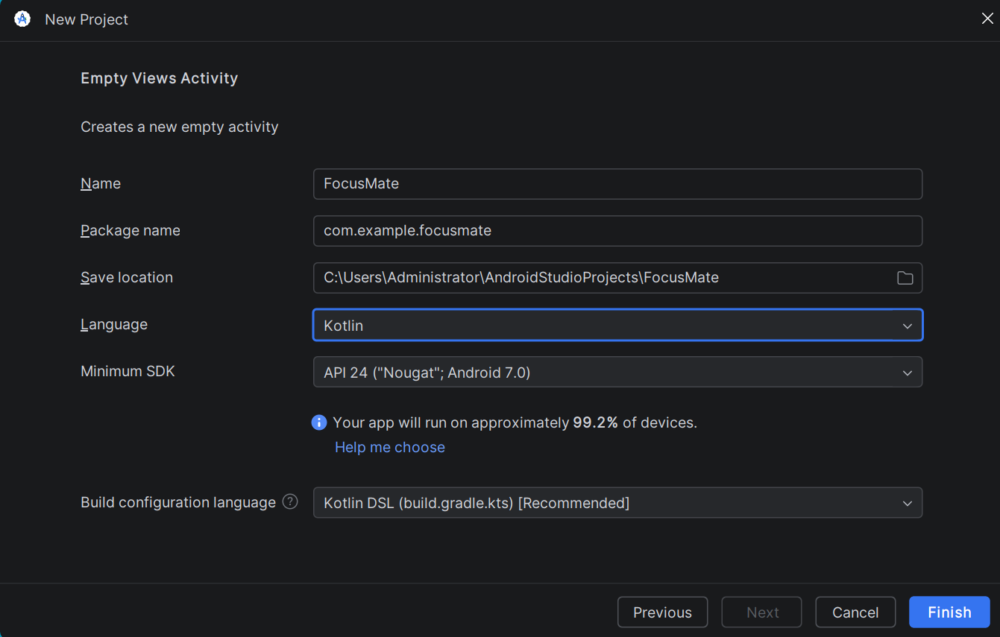 New Project
Empty Views Activity
Creates a new empty activity
Name FocusMate
Package name com.example.focusmate
Save location C:\Users\Administrator\AndroidStudioProjects\FocusMate
Language Kotlin
Minimum SDK API 24 ("Nougat"; Android 7.0)
Your app will run on approximately 99.2% of devices.
Help me choose
Build configuration language ? Kotlin DSL (build.gradle.kts) [Recommended]
Previous Next Cancel Finish